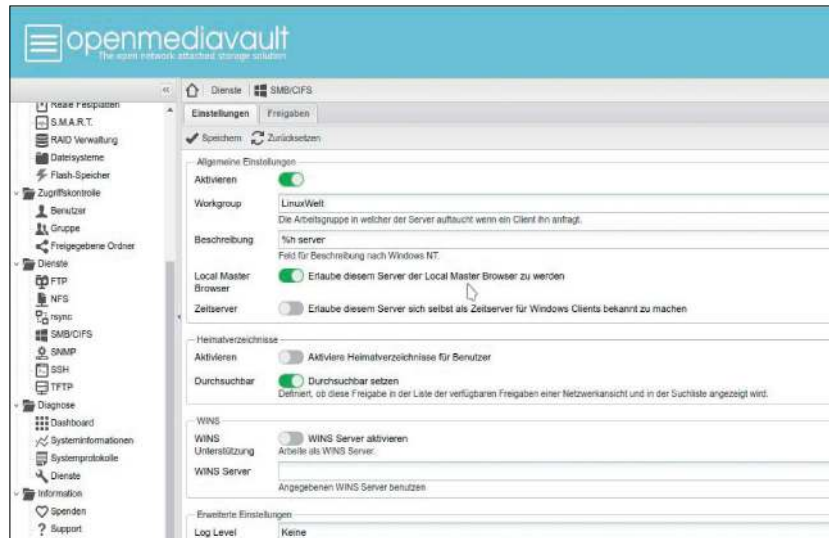 openmediavault
The open network attached storage solution
Reale Festplatten
S.M.A.R.T.
RAID Verwaltung
Dateisysteme
Flash-Speicher
Zugriffskontrolle
Benutzer
Gruppe
Freigegebene Ordner
Dienste
FTP
NFS
rsync
SMB/CIFS
SNMP
SSH
TFTP
Diagnose
Dashboard
Systeminformationen
Systemprotokolle
Dienste
Information
Spenden
Support
Dienste SMB/CIFS
Einstellungen Freigaben
Speichern Zurücksetzen
Allgemeine Einstellungen
Aktivieren
Workgroup LinuxWelt
Die Arbeitsgruppe in welcher der Server auftaucht wenn ein Client ihn anfragt.
Beschreibung %h server
Feld für Beschreibung nach Windows NT.
Local Master Browser Erlaube diesem Server der Local Master Browser zu werden
Zeitserver Erlaube diesem Server sich selbst als Zeitserver für Windows Clients bekannt zu machen
Heimatverzeichnisse
Aktivieren Aktiviere Heimatverzeichnisse für Benutzer
Durchsuchbar Durchsuchbar setzen
Definiert, ob diese Freigabe in der Liste der verfügbaren Freigaben einer Netzwerkansicht und in der Suchliste angezeigt wird.
WINS
WINS Unterstützung WINS Server aktivieren
Arbeite als WINS Server.
WINS Server
Angegebenen WINS Server benutzen
Erweiterte Einstellungen
Log Level Keine